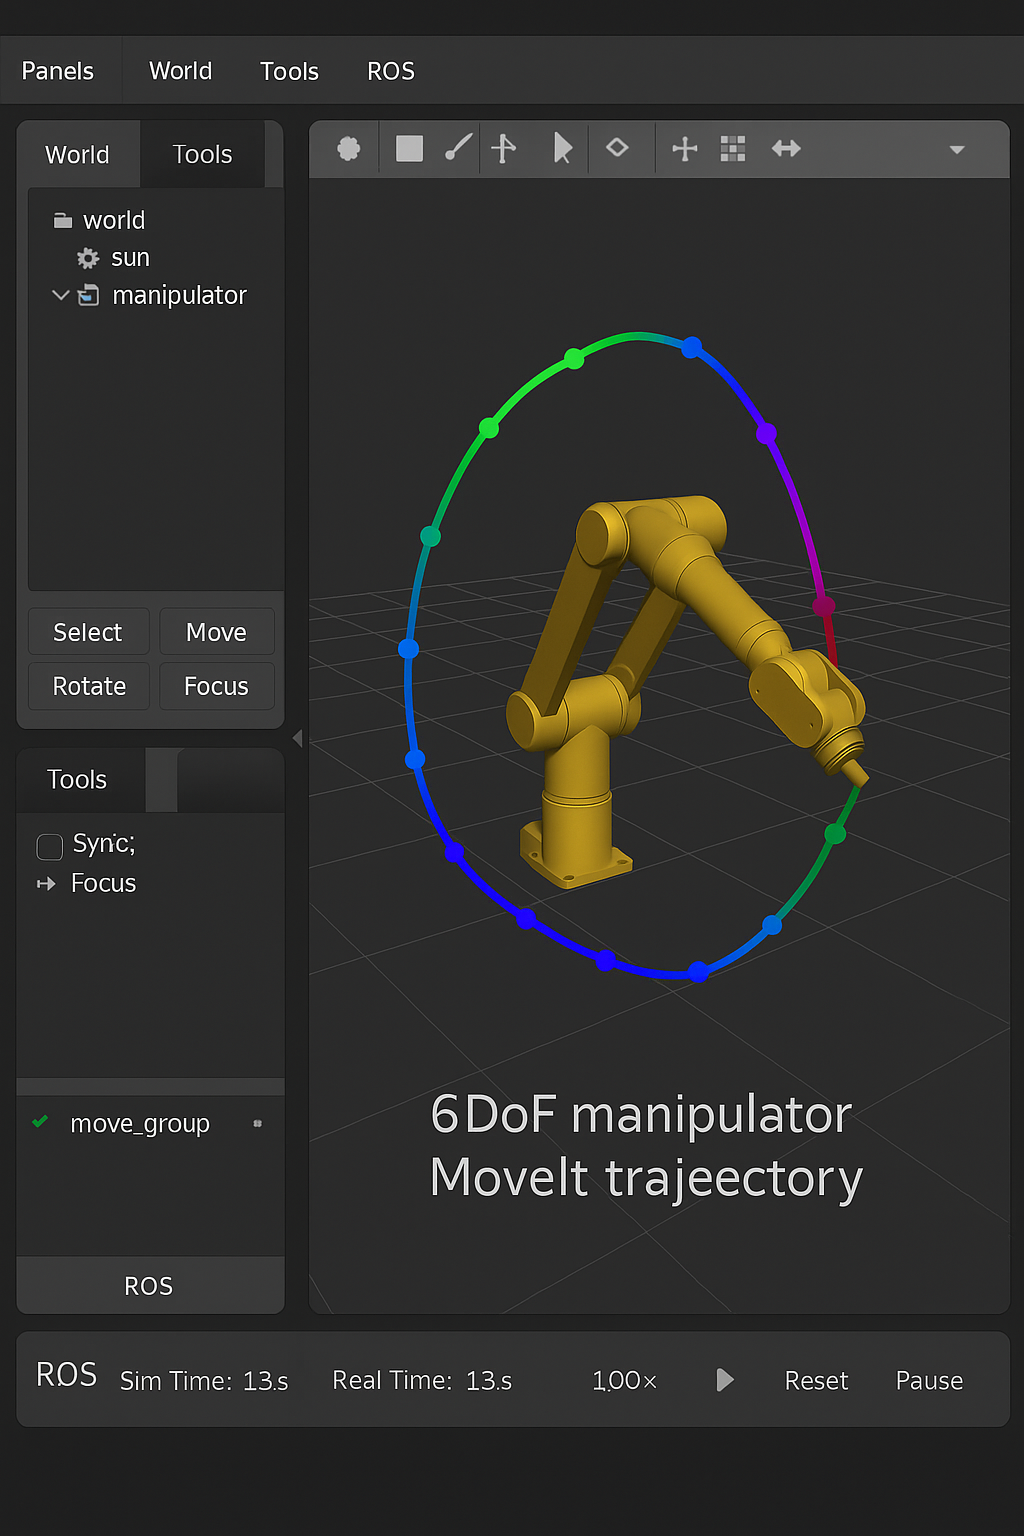 Panels World Tools ROS
World Tools
world
sun
manipulator
Select Move
Rotate Focus
Tools
Sync;
Focus
move_group
ROS
6DoF manipulator
MoveIt trajeectory
ROS Sim Time: 13.s Real Time: 13.s 1,00× Reset Pause